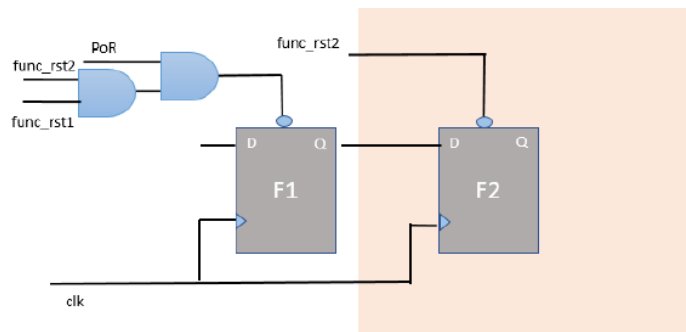 PoR
func_rst2
func_rst2
func_rst1
D
Q
D
Q
F1
F2
clk